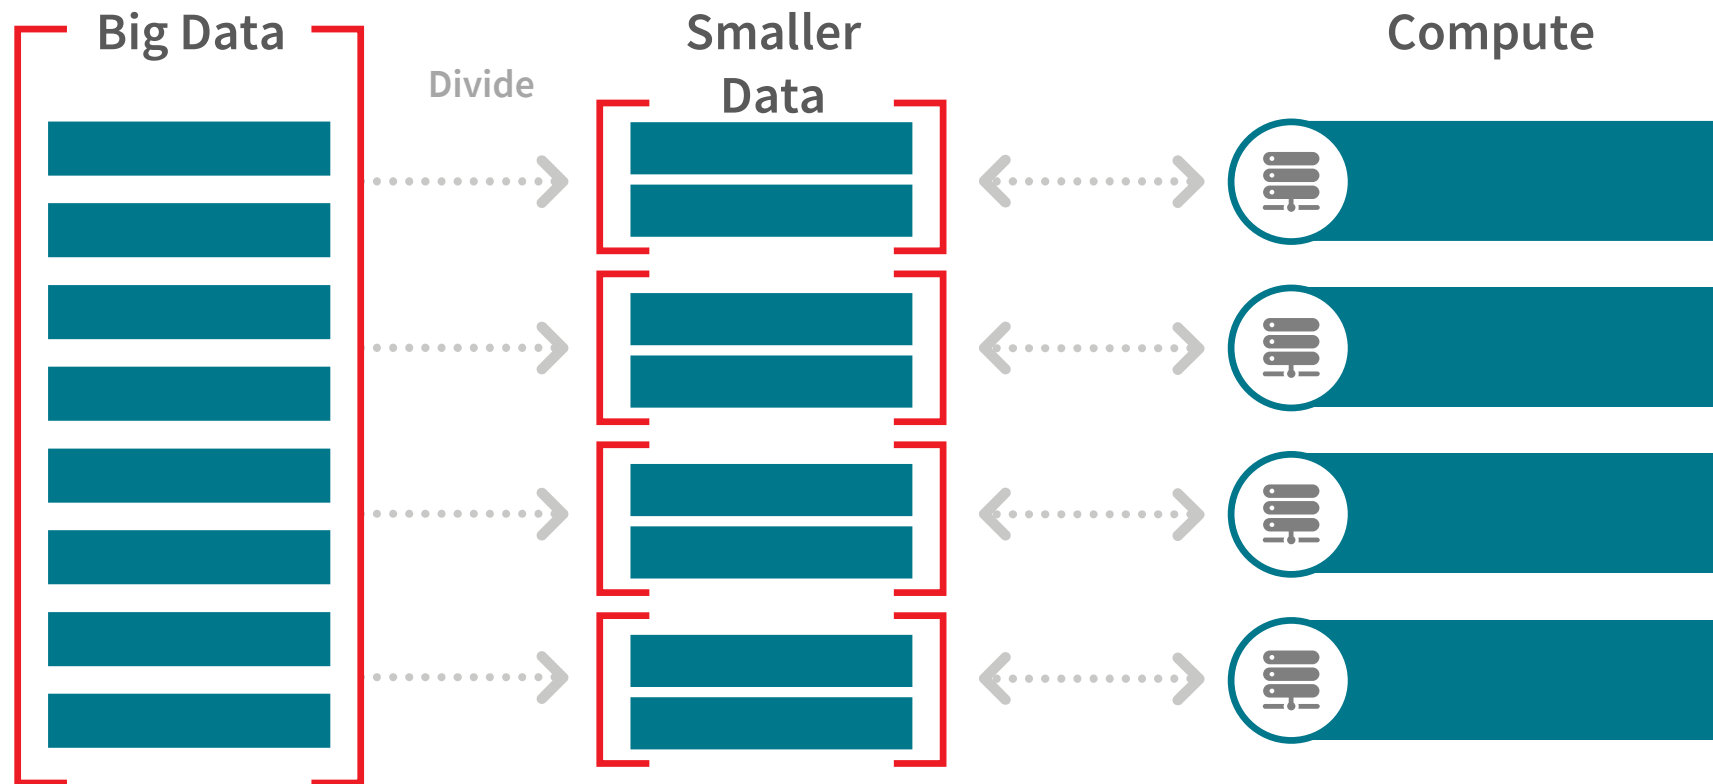 Big Data
Divide
Smaller
Data
Compute